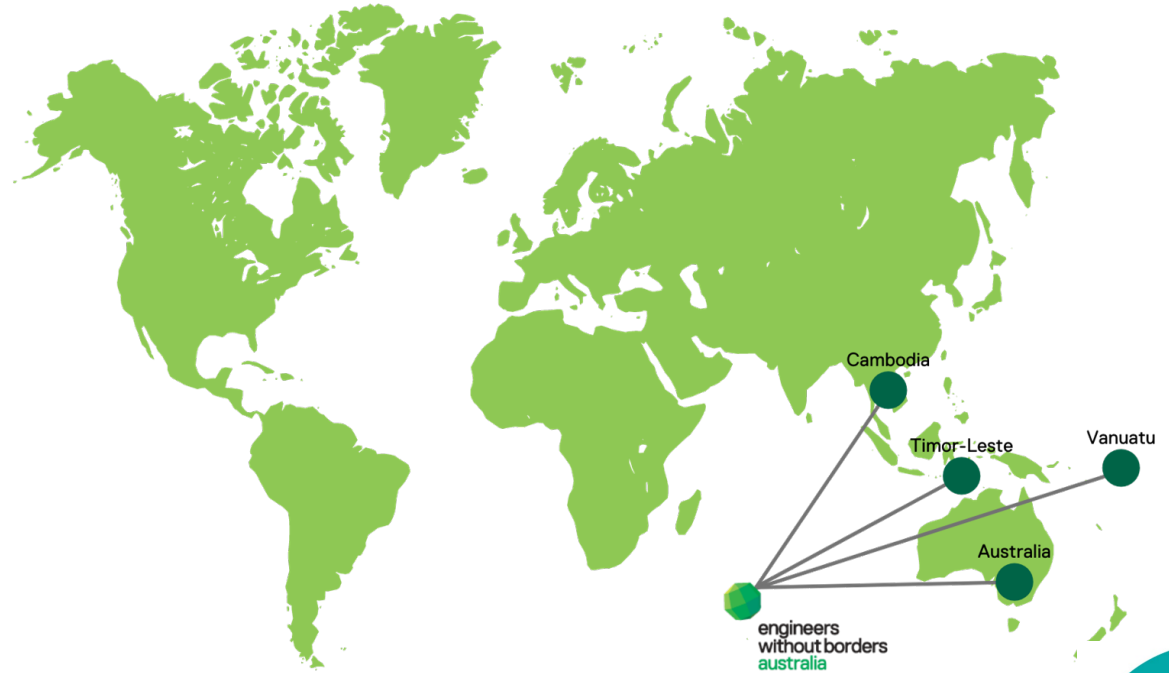 Cambodia
Timor-Leste
Vanuatu
Australia
engineers
without borders
australia